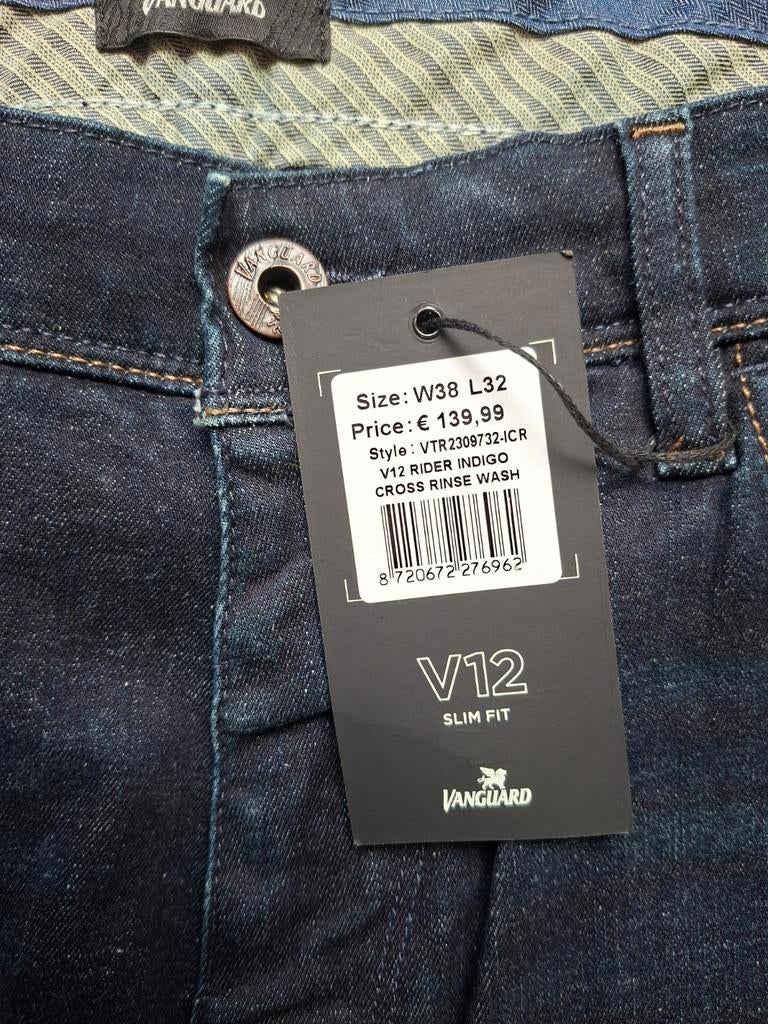 VANGUARD
VANGUARD
Size: W38 L32
Price: € 139,99
Style : VTR2309732-ICR
V12 RIDER INDIGO
CROSS RINSE WASH
8 720672 276962
V12
SLIM FIT
VANGUARD